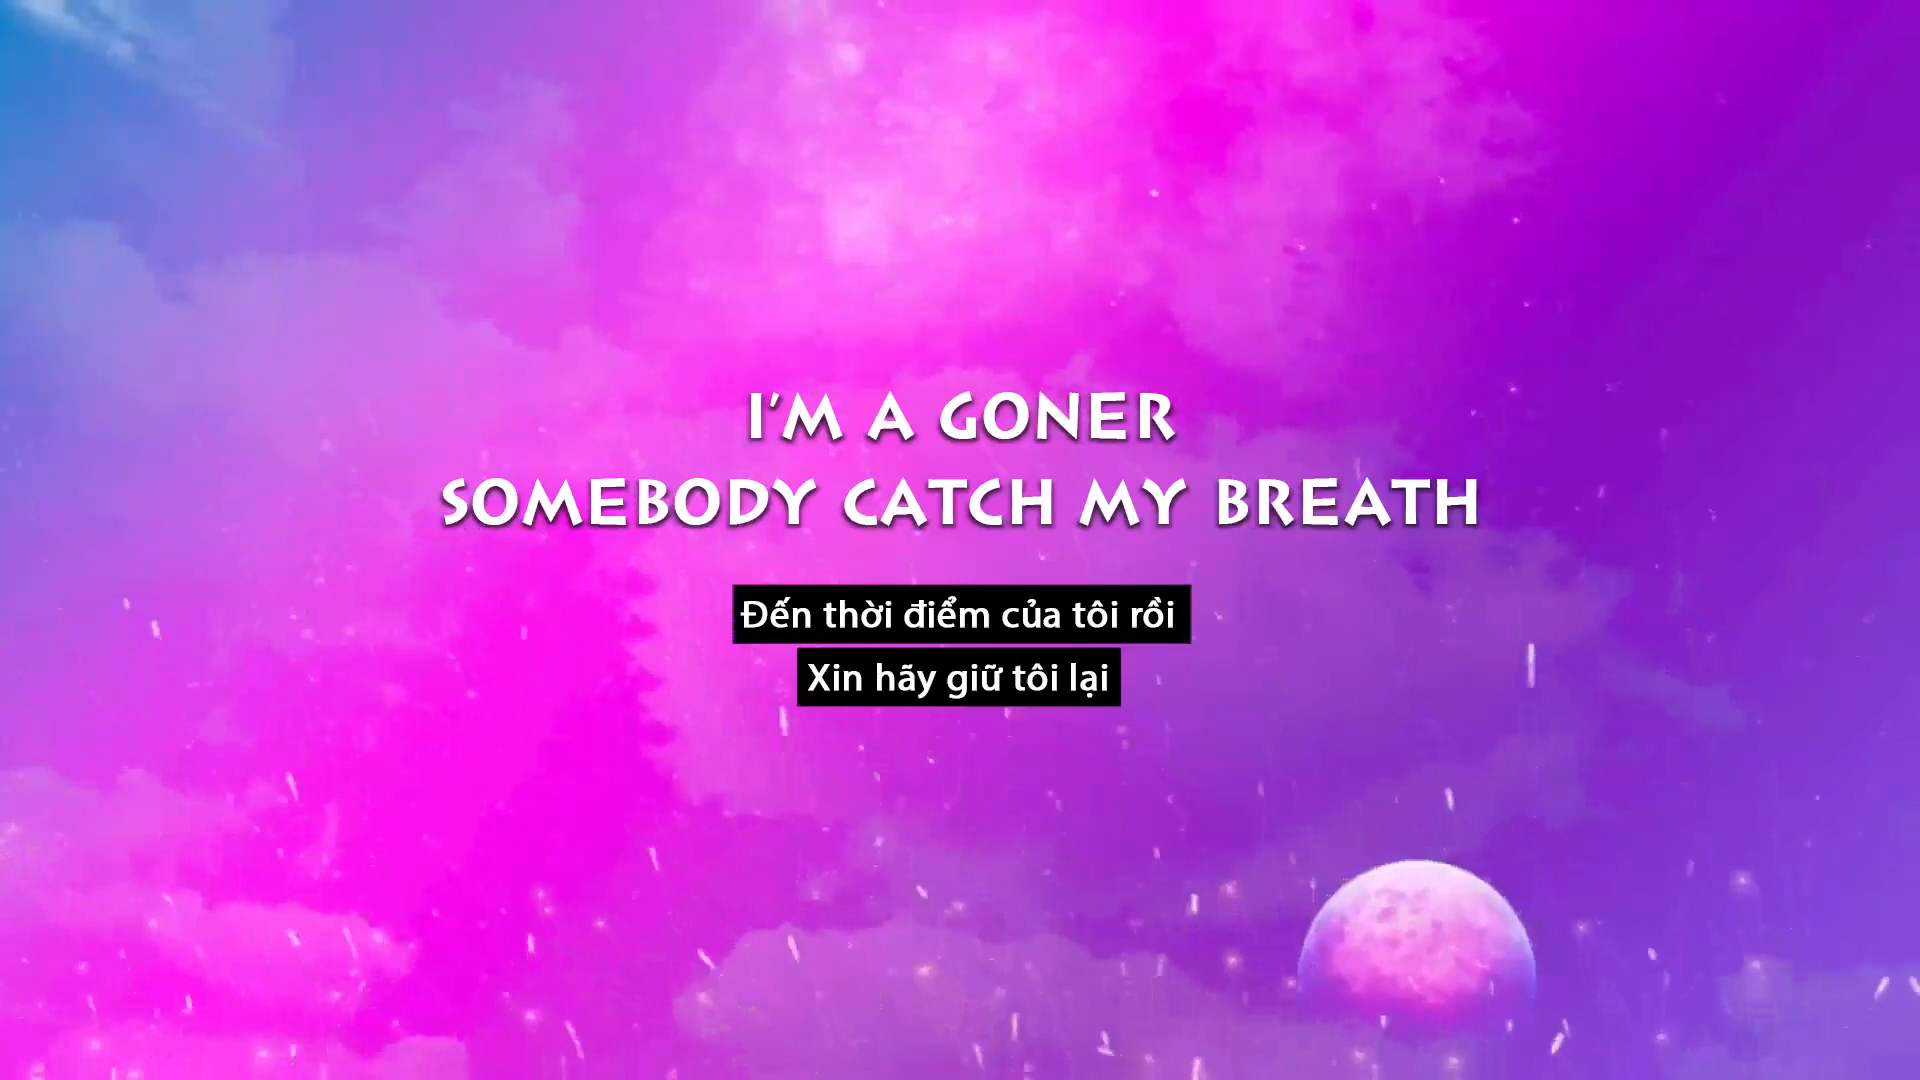 I'M A GONER
SOMEBODY CATCH MY BREATH
Đến thời điểm của tôi rồi
Xin hãy giữ tôi lại